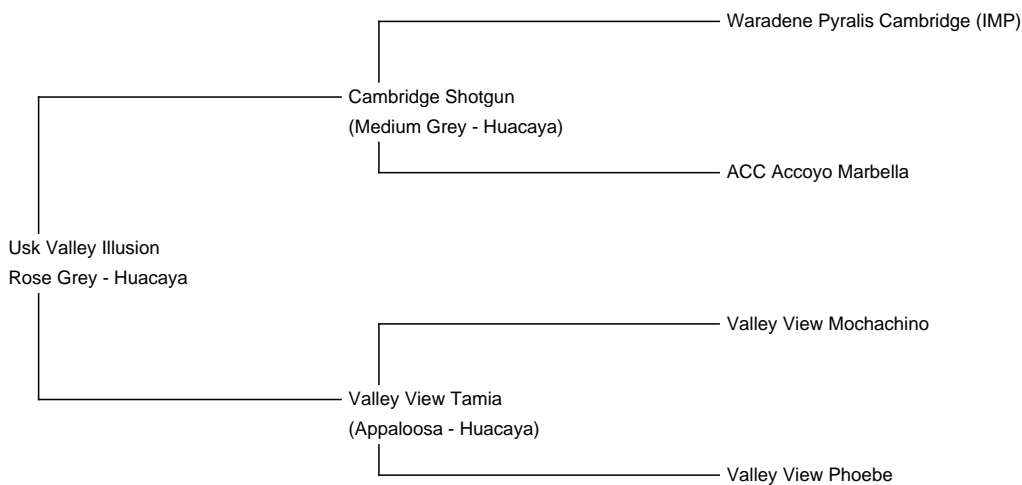 Waradene Pyralis Cambridge (IMP)
Cambridge Shotgun
(Medium Grey - Huacaya)
ACC Accoyo Marbella
Usk Valley Illusion
Rose Grey - Huacaya
Valley View Mochachino
Valley View Tamia
(Appaloosa - Huacaya)
Valley View Phoebe